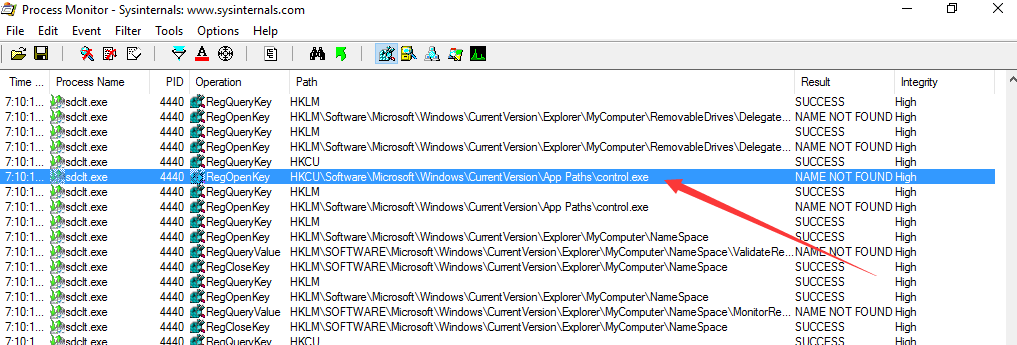 Process Monitor - Sysinternals: www.sysinternals.com
File Edit Event Filter Tools Options Help
Time ... Process Name PID Operation Path Result Integrity
7:10:1... sdclt.exe 4440 RegQueryKey HKLM SUCCESS High
7:10:1... sdclt.exe 4440 RegOpenKey HKLM\Software\Microsoft\Windows\CurrentVersion\Explorer\MyComputer\RemovableDrives\Delegate... NAME NOT FOUND High
7:10:1... sdclt.exe 4440 RegQueryKey HKLM SUCCESS High
7:10:1... sdclt.exe 4440 RegOpenKey HKLM\Software\Microsoft\Windows\CurrentVersion\Explorer\MyComputer\RemovableDrives\Delegate... NAME NOT FOUND High
7:10:1... sdclt.exe 4440 RegQueryKey HKCU SUCCESS High
7:10:1... sdclt.exe 4440 RegOpenKey HKCU\Software\Microsoft\Windows\CurrentVersion\App Paths\control.exe NAME NOT FOUND High
7:10:1... sdclt.exe 4440 RegQueryKey HKLM SUCCESS High
7:10:1... sdclt.exe 4440 RegOpenKey HKLM\Software\Microsoft\Windows\CurrentVersion\App Paths\control.exe NAME NOT FOUND High
7:10:1... sdclt.exe 4440 RegQueryKey HKLM SUCCESS High
7:10:1... sdclt.exe 4440 RegOpenKey HKLM\Software\Microsoft\Windows\CurrentVersion\Explorer\MyComputer\NameSpace SUCCESS High
7:10:1... sdclt.exe 4440 RegQueryValue HKLM\SOFTWARE\Microsoft\Windows\CurrentVersion\Explorer\MyComputer\NameSpace\ValidateRe... NAME NOT FOUND High
7:10:1... sdclt.exe 4440 RegCloseKey HKLM\SOFTWARE\Microsoft\Windows\CurrentVersion\Explorer\MyComputer\NameSpace SUCCESS High
7:10:1... sdclt.exe 4440 RegQueryKey HKLM SUCCESS High
7:10:1... sdclt.exe 4440 RegOpenKey HKLM\Software\Microsoft\Windows\CurrentVersion\Explorer\MyComputer\NameSpace SUCCESS High
7:10:1... sdclt.exe 4440 RegQueryValue HKLM\SOFTWARE\Microsoft\Windows\CurrentVersion\Explorer\MyComputer\NameSpace\MonitorRe... NAME NOT FOUND High
7:10:1... sdclt.exe 4440 RegCloseKey HKLM\SOFTWARE\Microsoft\Windows\CurrentVersion\Explorer\MyComputer\NameSpace SUCCESS High
7:10:1... sdclt.exe 4440 RegQueryKey HKCU SUCCESS High